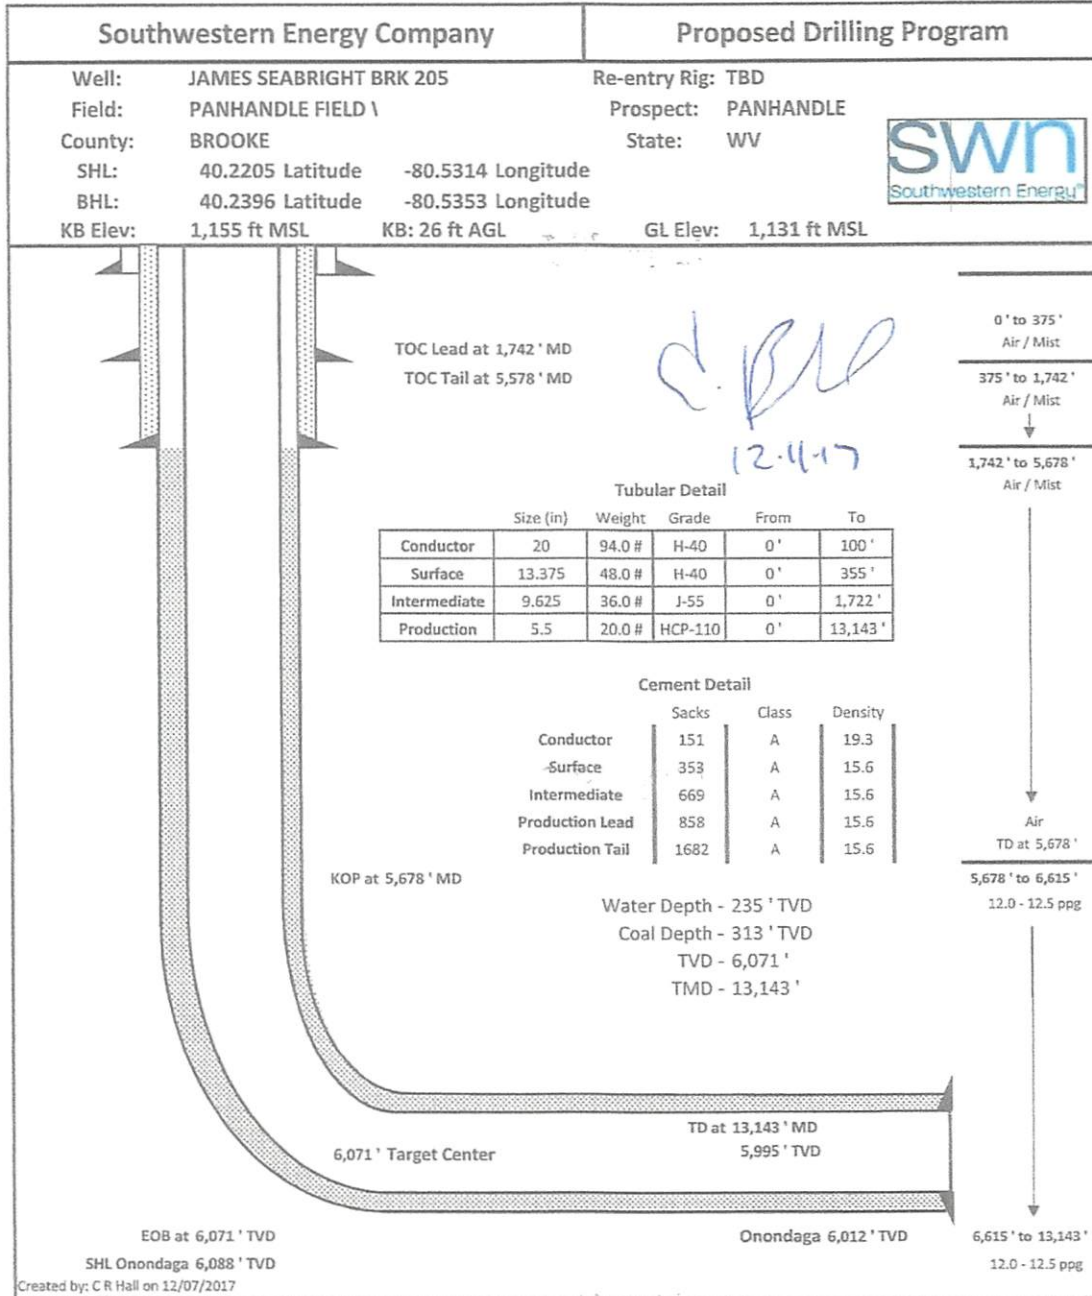 Southwestern Energy Company
Proposed Drilling Program
Well: JAMES SEABRIGHT BRK 205 Re-entry Rig: TBD
Field: PANHANDLE FIELD \ Prospect: PANHANDLE
County: BROOKE State: WV
SHL: 40.2205 Latitude -80.5314 Longitude
BHL: 40.2396 Latitude -80.5353 Longitude
KB Elev: 1,155 ft MSL KB: 26 ft AGL GL Elev: 1,131 ft MSL
swn
Southwestern Energy®
0 ' to 375 '
Air / Mist
TOC Lead at 1,742 ' MD
TOC Tail at 5,578 ' MD
375 ' to 1,742 '
Air / Mist
12-11-17
1,742 ' to 5,678 '
Air / Mist
Tubular Detail
Size (in) Weight Grade From To
Conductor 20 94.0 # H-40 0 ' 100 '
Surface 13.375 48.0 # H-40 0 ' 355 '
Intermediate 9.625 36.0 # J-55 0 ' 1,722 '
Production 5.5 20.0 # HCP-110 0 ' 13,143 '
Cement Detail
Sacks Class Density
Conductor 151 A 19.3
Surface 353 A 15.6
Intermediate 669 A 15.6
Production Lead 858 A 15.6
Production Tail 1682 A 15.6
Air
TD at 5,678 '
KOP at 5,678 ' MD
5,678 ' to 6,615 '
12.0 - 12.5 ppg
Water Depth - 235 ' TVD
Coal Depth - 313 ' TVD
TVD - 6,071 '
TMD - 13,143 '
TD at 13,143 ' MD
5,995 ' TVD
6,071 ' Target Center
EOB at 6,071 ' TVD
Onondaga 6,012 ' TVD
6,615 ' to 13,143 '
SHL Onondaga 6,088 ' TVD
12.0 - 12.5 ppg
Created by: C R Hall on 12/07/2017